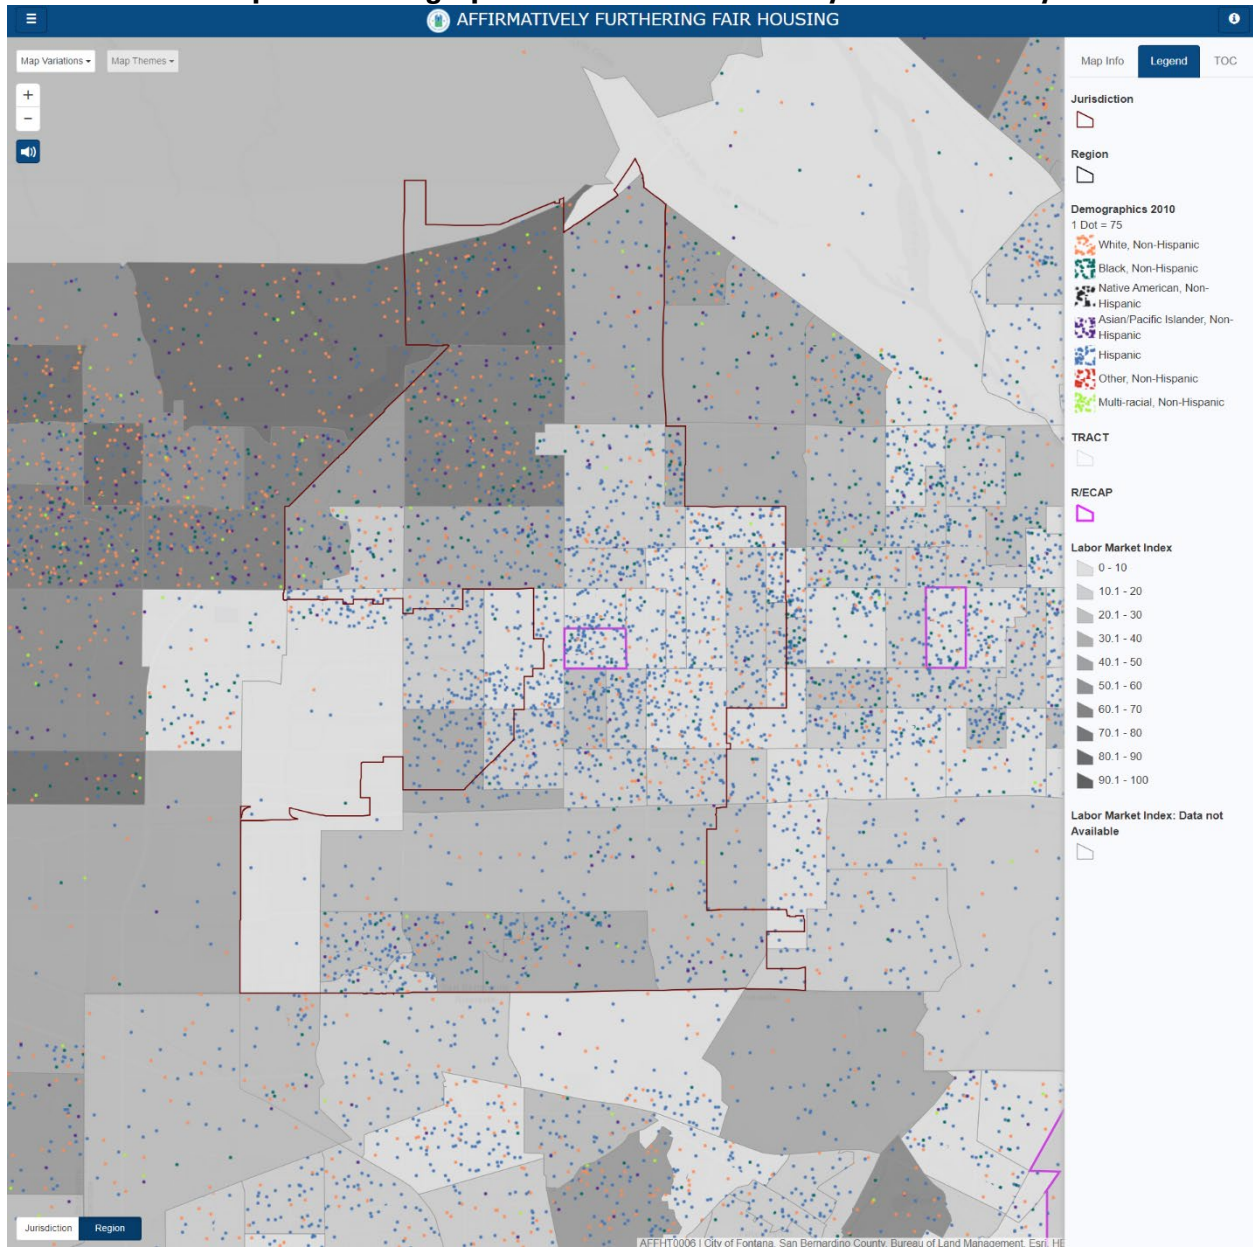 AFFIRMATIVELY FURTHERING FAIR HOUSING
Map Variations
Map Themes
+
−
Map Info
Legend
TOC
Jurisdiction
Region
Demographics 2010
1 Dot = 75
White, Non-Hispanic
Black, Non-Hispanic
Native American, Non-
Hispanic
Asian/Pacific Islander, Non-
Hispanic
Hispanic
Other, Non-Hispanic
Multi-racial, Non-Hispanic
TRACT
R/ECAP
Labor Market Index
0 - 10
10.1 - 20
20.1 - 30
30.1 - 40
40.1 - 50
50.1 - 60
60.1 - 70
70.1 - 80
80.1 - 90
90.1 - 100
Labor Market Index: Data not
Available
Jurisdiction
Region
AFFHT0006 | City of Fontana, San Bernardino County, Bureau of Land Management, Esri, HE